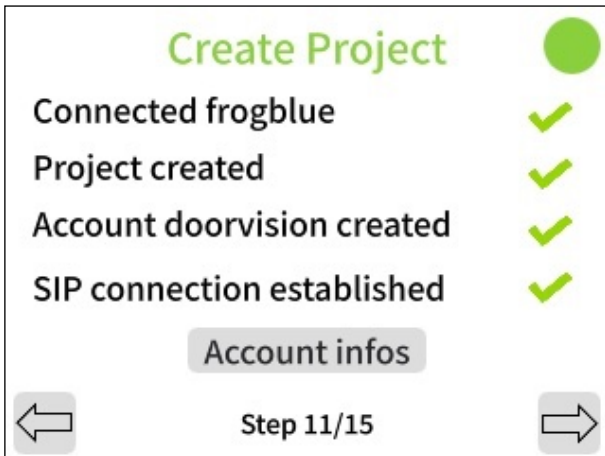 Create Project
Connected frogblue
Project created
Account doorvision created
SIP connection established
Account infos
Step 11/15